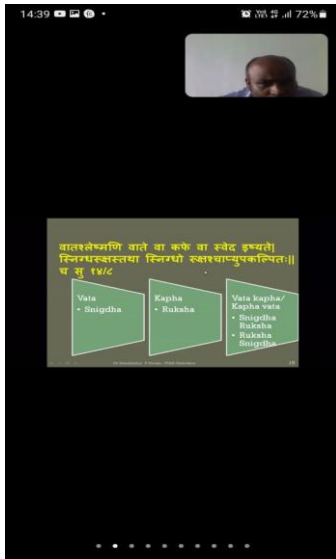 14:39
72%
वातश्लेष्मणि वाते वा कफे वा स्वेद इष्यते|
स्निग्धरूक्षस्तथा स्निग्धो रूक्षश्चाप्युपकल्पितः||
च सु १४/८
Vata
• Snigdha
Kapha
• Ruksha
Vata kapha/
Kapha vata
• Snigdha
Ruksha
• Ruksha
Snigdha